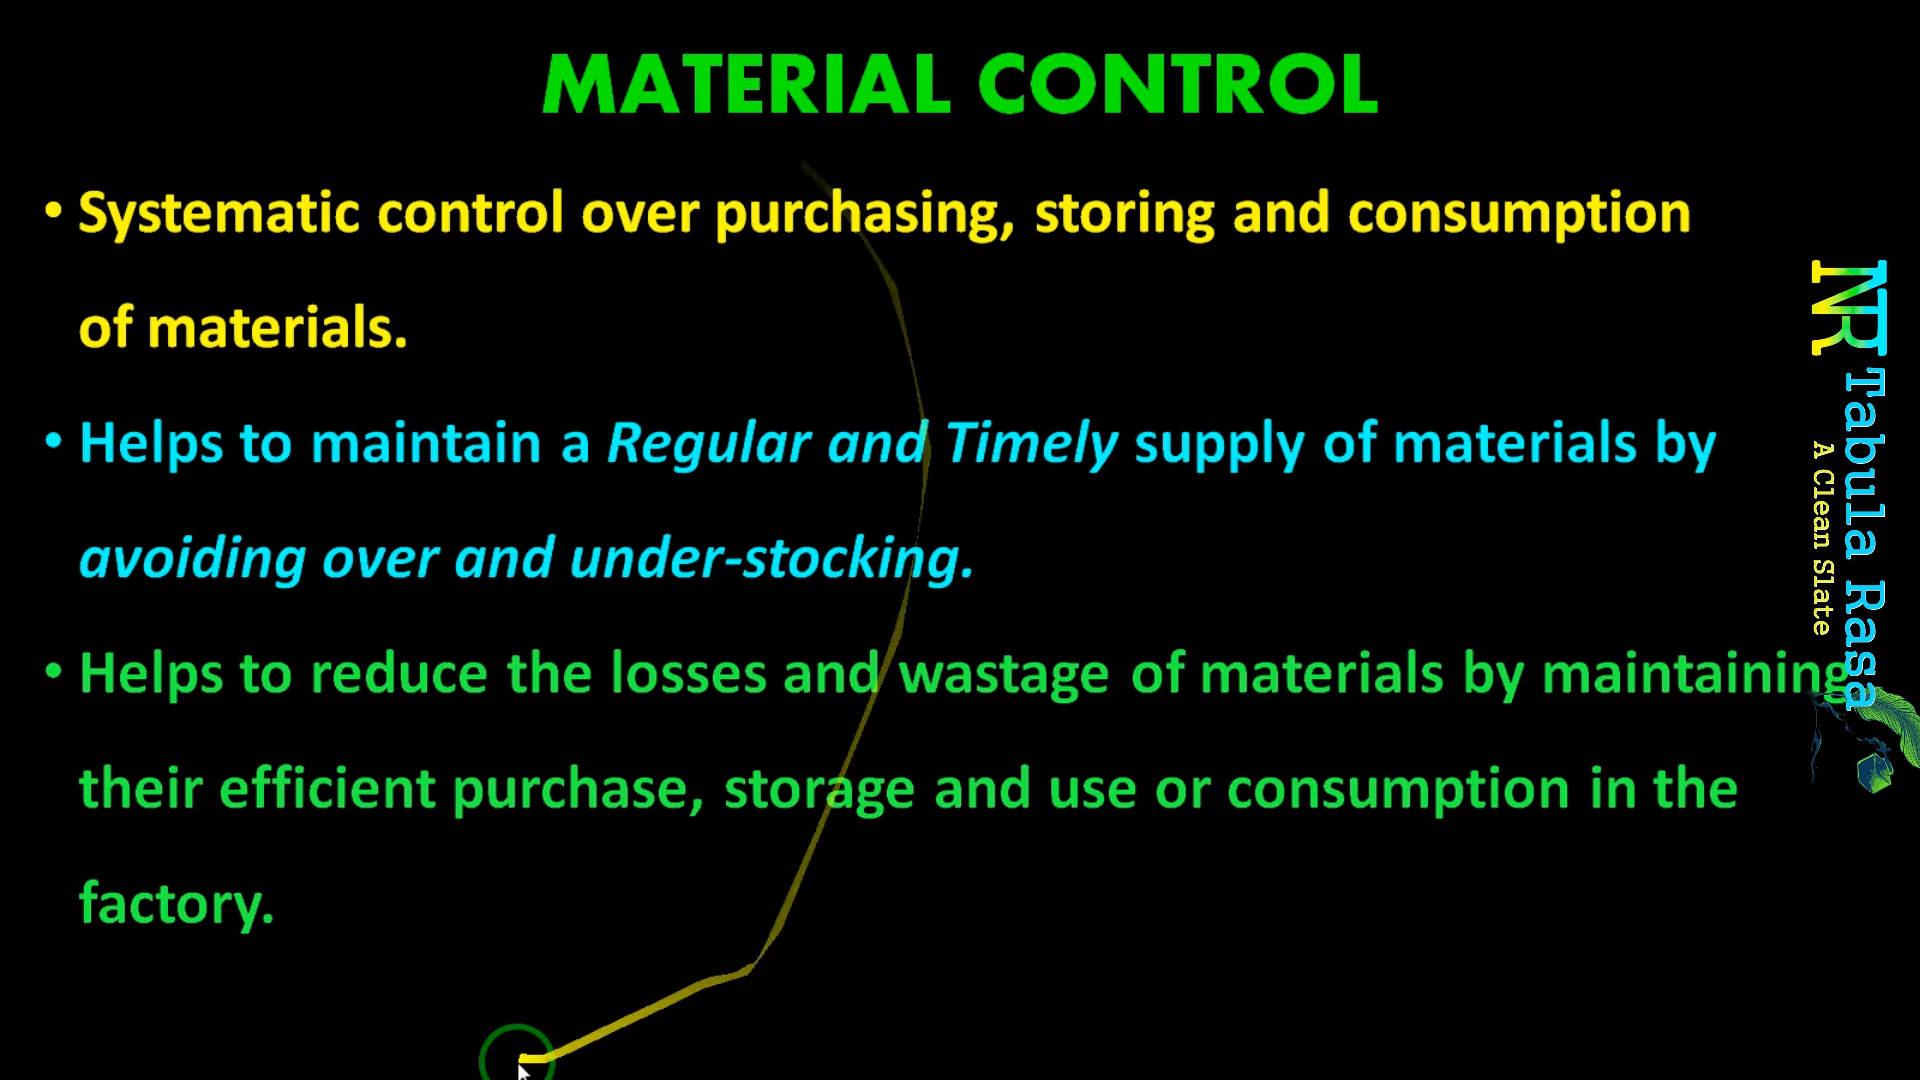 MATERIAL CONTROL
• Systematic control over purchasing, storing and consumption
of materials.
• Helps to maintain a Regular and Timely supply of materials by
avoiding over and under-stocking.
• Helps to reduce the losses and wastage of materials by maintaining
their efficient purchase, storage and use or consumption in the
factory.
NR
Tabula Rasa
A Clean Slate